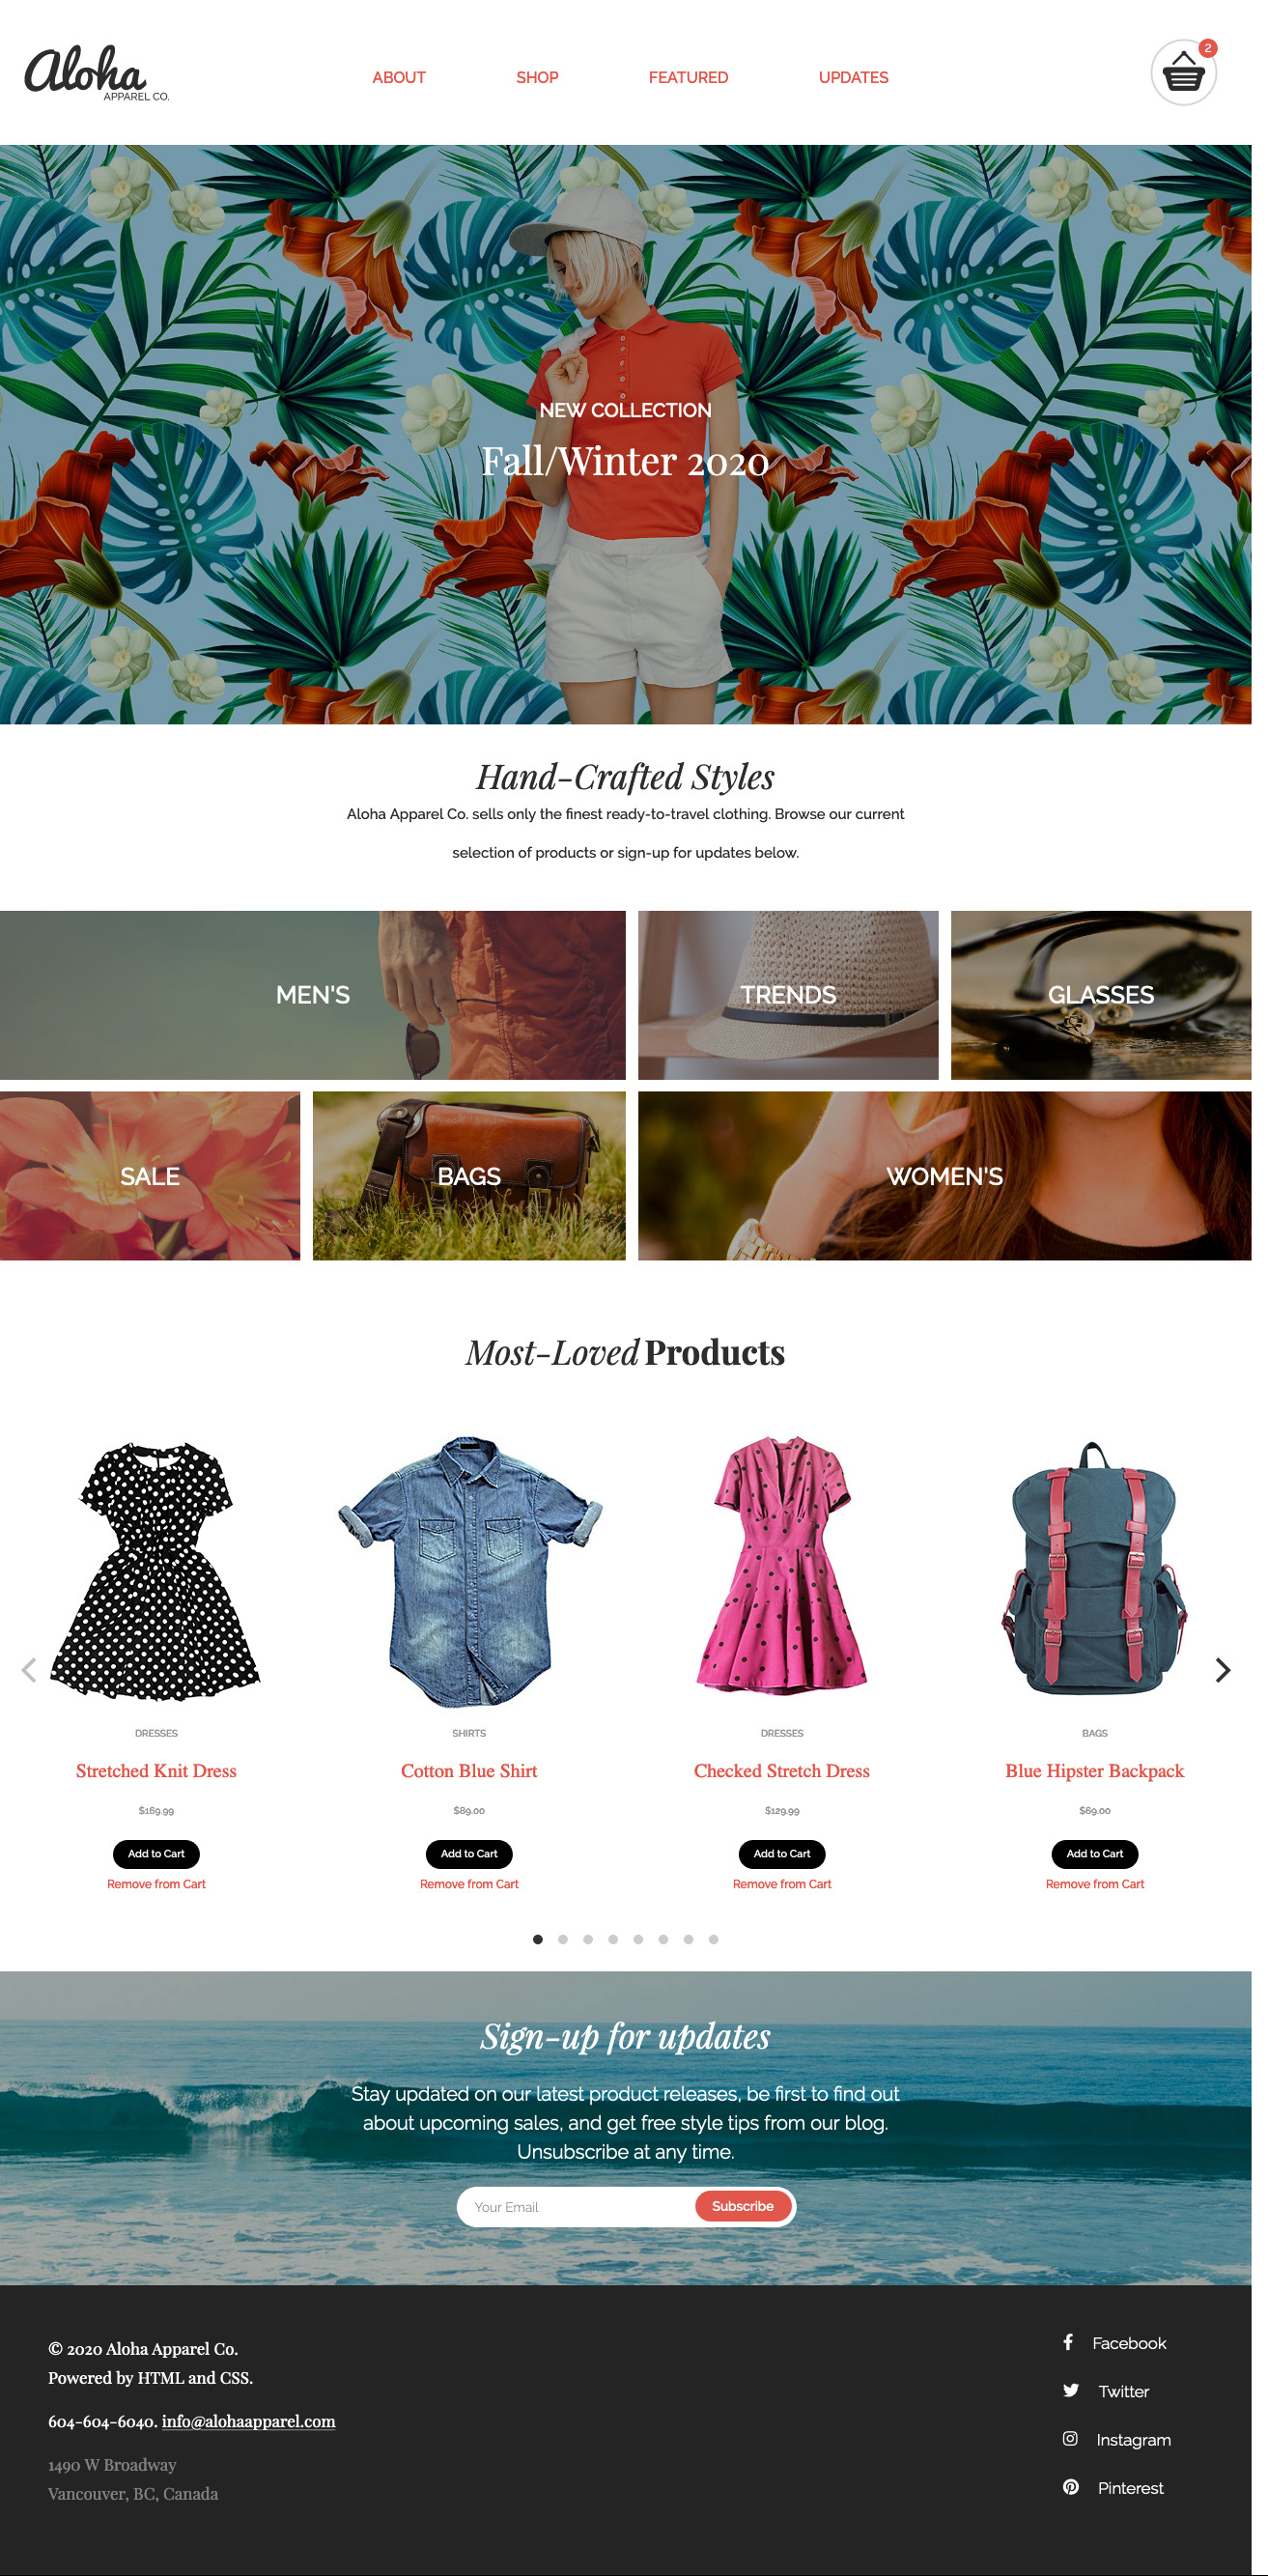 Aloha
APPAREL CO.
ABOUT
SHOP
FEATURED
UPDATES
2
NEW COLLECTION
Fall/Winter 2020
Hand-Crafted Styles
Aloha Apparel Co. sells only the finest ready-to-travel clothing. Browse our current
selection of products or sign-up for updates below.
MEN'S
TRENDS
GLASSES
SALE
BAGS
WOMEN'S
Most-Loved Products
DRESSES
Stretched Knit Dress
$169.99
Add to Cart
Remove from Cart
SHIRTS
Cotton Blue Shirt
$89.00
Add to Cart
Remove from Cart
DRESSES
Checked Stretch Dress
$129.99
Add to Cart
Remove from Cart
BAGS
Blue Hipster Backpack
$69.00
Add to Cart
Remove from Cart
Sign-up for updates
Stay updated on our latest product releases, be first to find out
about upcoming sales, and get free style tips from our blog.
Unsubscribe at any time.
Your Email
Subscribe
© 2020 Aloha Apparel Co.
Powered by HTML and CSS.
604-604-6040. info@alohaapparel.com
1490 W Broadway
Vancouver, BC, Canada
Facebook
Twitter
Instagram
Pinterest